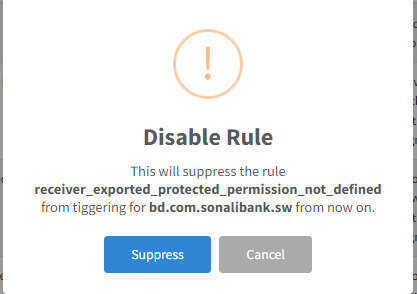 Disable Rule
This will suppress the rule
receiver_exported_protected_permission_not_defined
from tiggering for bd.com.sonalibank.sw from now on.
Suppress
Cancel